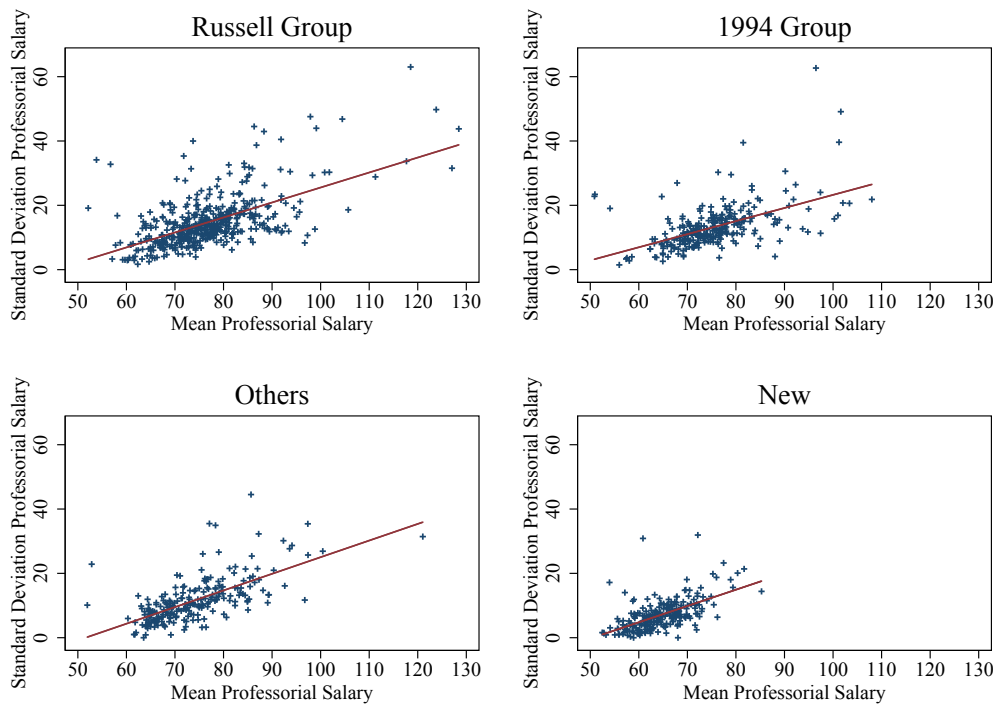 Russell Group
Standard Deviation Professorial Salary
60
40
20
0
50 60 70 80 90 100 110 120 130
Mean Professorial Salary
1994 Group
Standard Deviation Professorial Salary
60
40
20
0
50 60 70 80 90 100 110 120 130
Mean Professorial Salary
Others
Standard Deviation Professorial Salary
60
40
20
0
50 60 70 80 90 100 110 120 130
Mean Professorial Salary
New
Standard Deviation Professorial Salary
60
40
20
0
50 60 70 80 90 100 110 120 130
Mean Professorial Salary